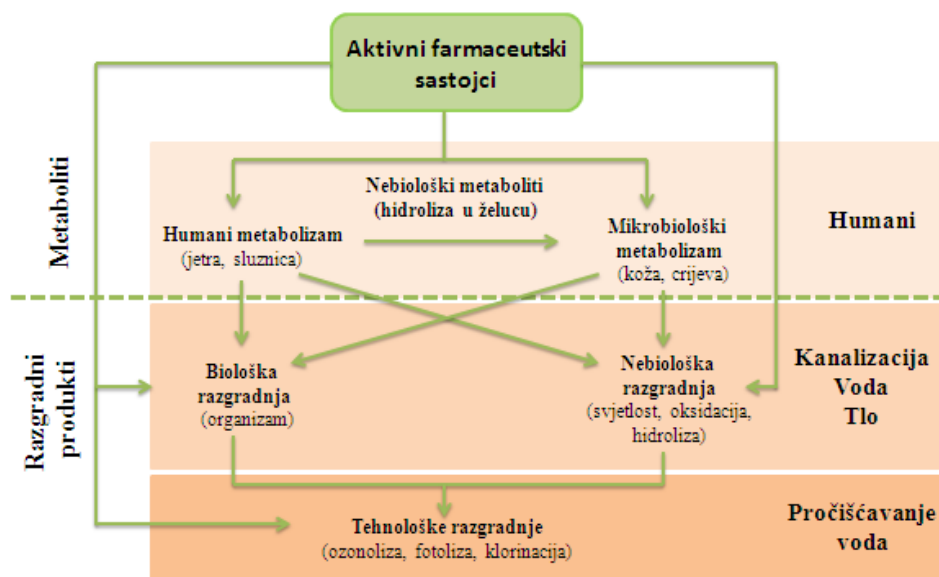 Aktivni farmaceutski
sastojci
Metaboliti
Nebiološki metaboliti
(hidroliza u želucu)
Humani metabolizam
(jetra, sluznica)
Mikrobiološki
metabolizam
(koža, crijeva)
Humani
Razgradni
produkti
Biološka
razgradnja
(organizam)
Nebiološka
razgradnja
(svjetlost, oksidacija,
hidroliza)
Kanalizacija
Voda
Tlo
Tehnološke razgradnje
(ozonoliza, fotoliza, klorinacija)
Pročišćavanje
voda